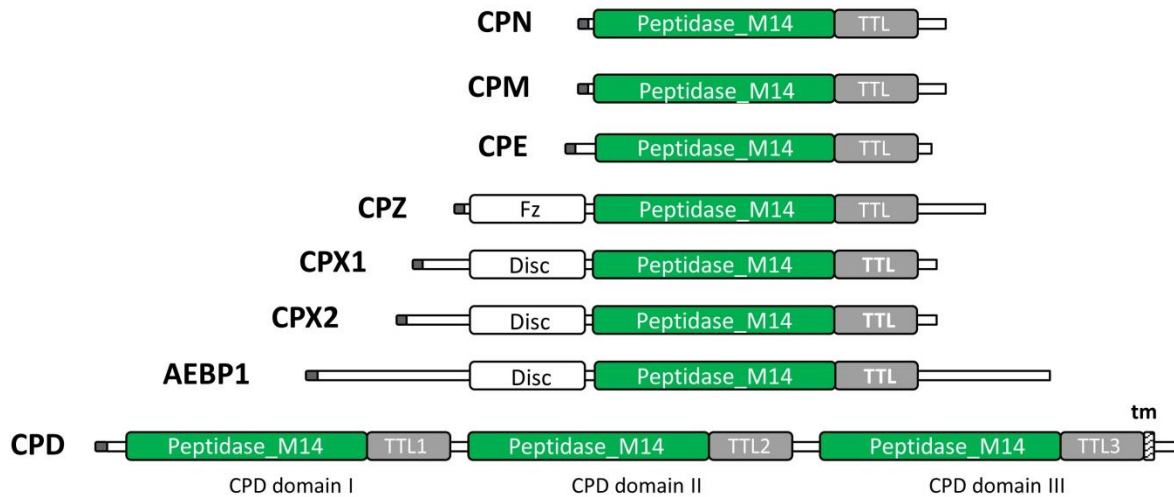 CPN Peptidase_M14 TTL
CPM Peptidase_M14 TTL
CPE Peptidase_M14 TTL
CPZ Fz Peptidase_M14 TTL
CPX1 Disc Peptidase_M14 TTL
CPX2 Disc Peptidase_M14 TTL
AEBP1 Disc Peptidase_M14 TTL
tm
CPD Peptidase_M14 TTL1 Peptidase_M14 TTL2 Peptidase_M14 TTL3
CPD domain I CPD domain II CPD domain III